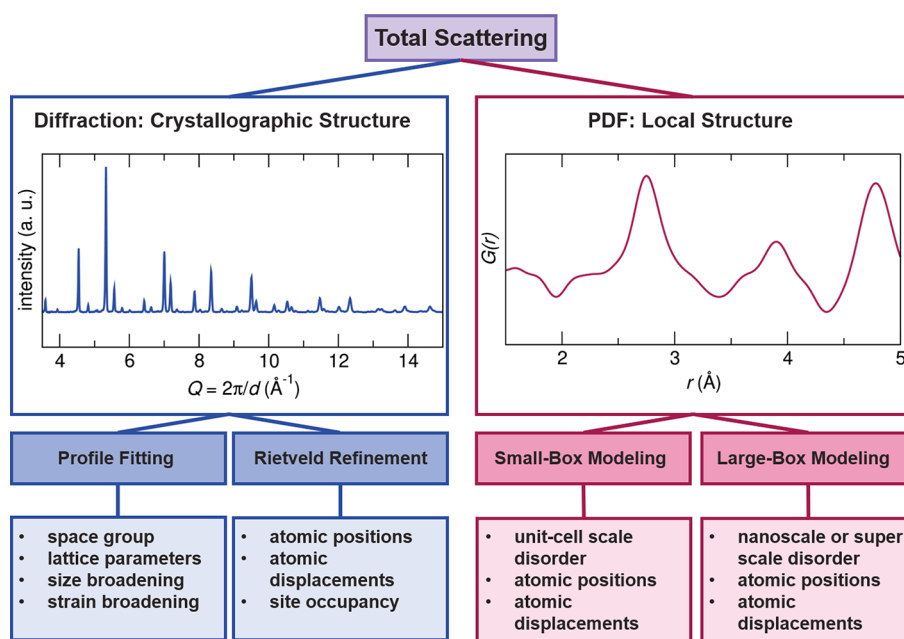 Total Scattering
Diffraction: Crystallographic Structure
intensity (a. u.)
4 6 8 10 12 14
Q = 2π/d (Å⁻¹)
PDF: Local Structure
G(r)
2 3 4 5
r (Å)
Profile Fitting
Rietveld Refinement
Small-Box Modeling
Large-Box Modeling
• space group
• lattice parameters
• size broadening
• strain broadening
• atomic positions
• atomic
displacements
• site occupancy
• unit-cell scale
disorder
• atomic positions
• atomic
displacements
• nanoscale or super
scale disorder
• atomic positions
• atomic
displacements